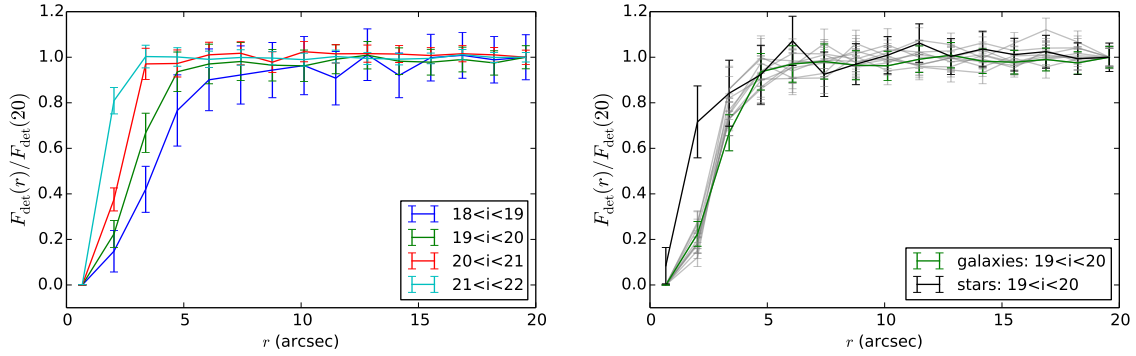 1.2
1.0
0.8
0.6
0.4
0.2
0.0
F_det(r)/F_det(20)
0 5 10 15 20
r (arcsec)
18<i<19
19<i<20
20<i<21
21<i<22
1.2
1.0
0.8
0.6
0.4
0.2
0.0
F_det(r)/F_det(20)
0 5 10 15 20
r (arcsec)
galaxies: 19<i<20
stars: 19<i<20